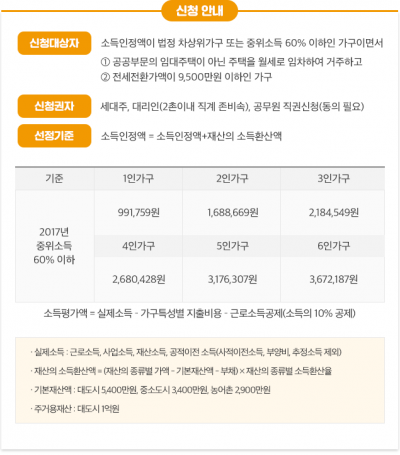 신청 안내
신청대상자
소득인정액이 법정 차상위가구 또는 중위소득 60% 이하인 가구이면서
① 공공부문의 임대주택이 아닌 주택을 월세로 임차하여 거주하고
② 전세전환가액이 9,500만원 이하인 가구
신청권자
세대주, 대리인(2촌이내 직계 존비속), 공무원 직권신청(동의 필요)
선정기준
소득인정액 = 소득인정액+재산의 소득환산액
기준 1인가구 2인가구 3인가구
2017년 중위소득 60% 이하
991,759원 1,688,669원 2,184,549원
4인가구 5인가구 6인가구
2,680,428원 3,176,307원 3,672,187원
소득평가액 = 실제소득 - 가구특성별 지출비용 - 근로소득공제(소득의 10% 공제)
· 실제소득 : 근로소득, 사업소득, 재산소득, 공적이전 소득(사적이전소득, 부양비, 추정소득 제외)
· 재산의 소득환산액 = (재산의 종류별 가액 - 기본재산액 - 부채) × 재산의 종류별 소득환산율
· 기본재산액 : 대도시 5,400만원, 중소도시 3,400만원, 농어촌 2,900만원
· 주거용재산 : 대도시 1억원